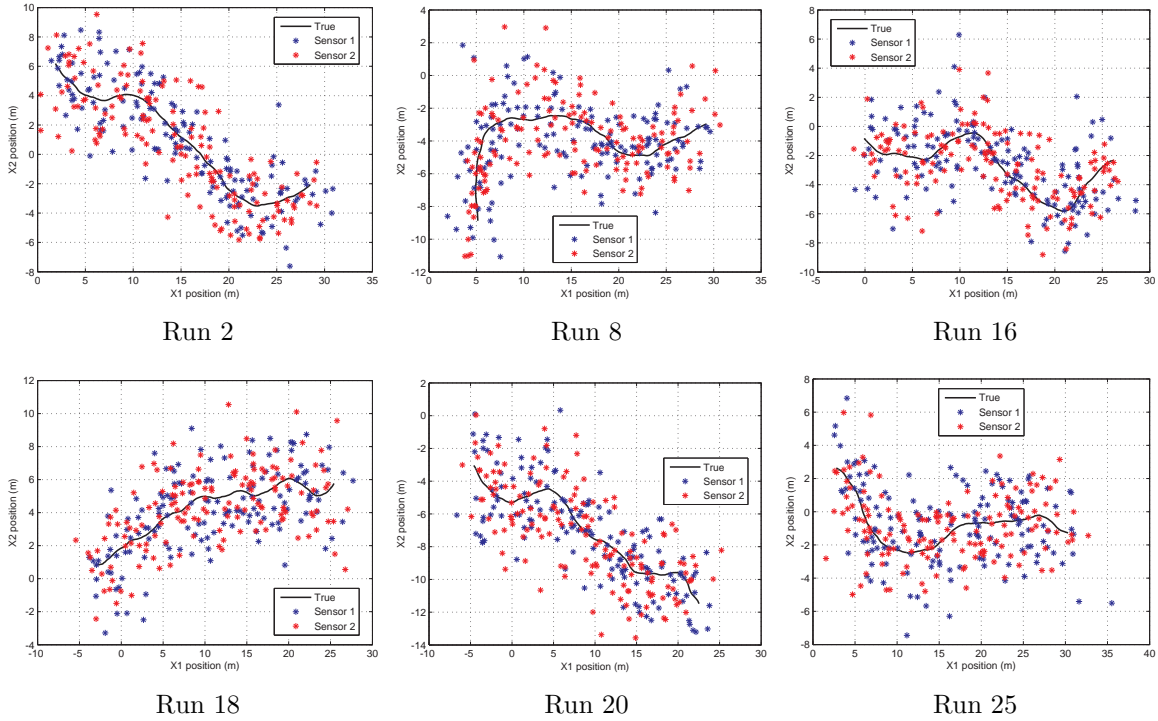 10
8
6
4
2
0
-2
-4
-6
-8
X2 position (m)
True
Sensor 1
Sensor 2
0 5 10 15 20 25 30 35
X1 position (m)
Run 2
4
2
0
-2
-4
-6
-8
-10
-12
X2 position (m)
True
Sensor 1
Sensor 2
0 5 10 15 20 25 30 35
X1 position (m)
Run 8
8
6
4
2
0
-2
-4
-6
-8
-10
X2 position (m)
True
Sensor 1
Sensor 2
-5 0 5 10 15 20 25 30
X1 position (m)
Run 16
12
10
8
6
4
2
0
-2
-4
X2 position (m)
True
Sensor 1
Sensor 2
-10 -5 0 5 10 15 20 25 30
X1 position (m)
Run 18
2
0
-2
-4
-6
-8
-10
-12
-14
X2 position (m)
True
Sensor 1
Sensor 2
-10 -5 0 5 10 15 20 25 30
X1 position (m)
Run 20
8
6
4
2
0
-2
-4
-6
-8
X2 position (m)
True
Sensor 1
Sensor 2
0 5 10 15 20 25 30 35 40
X1 position (m)
Run 25